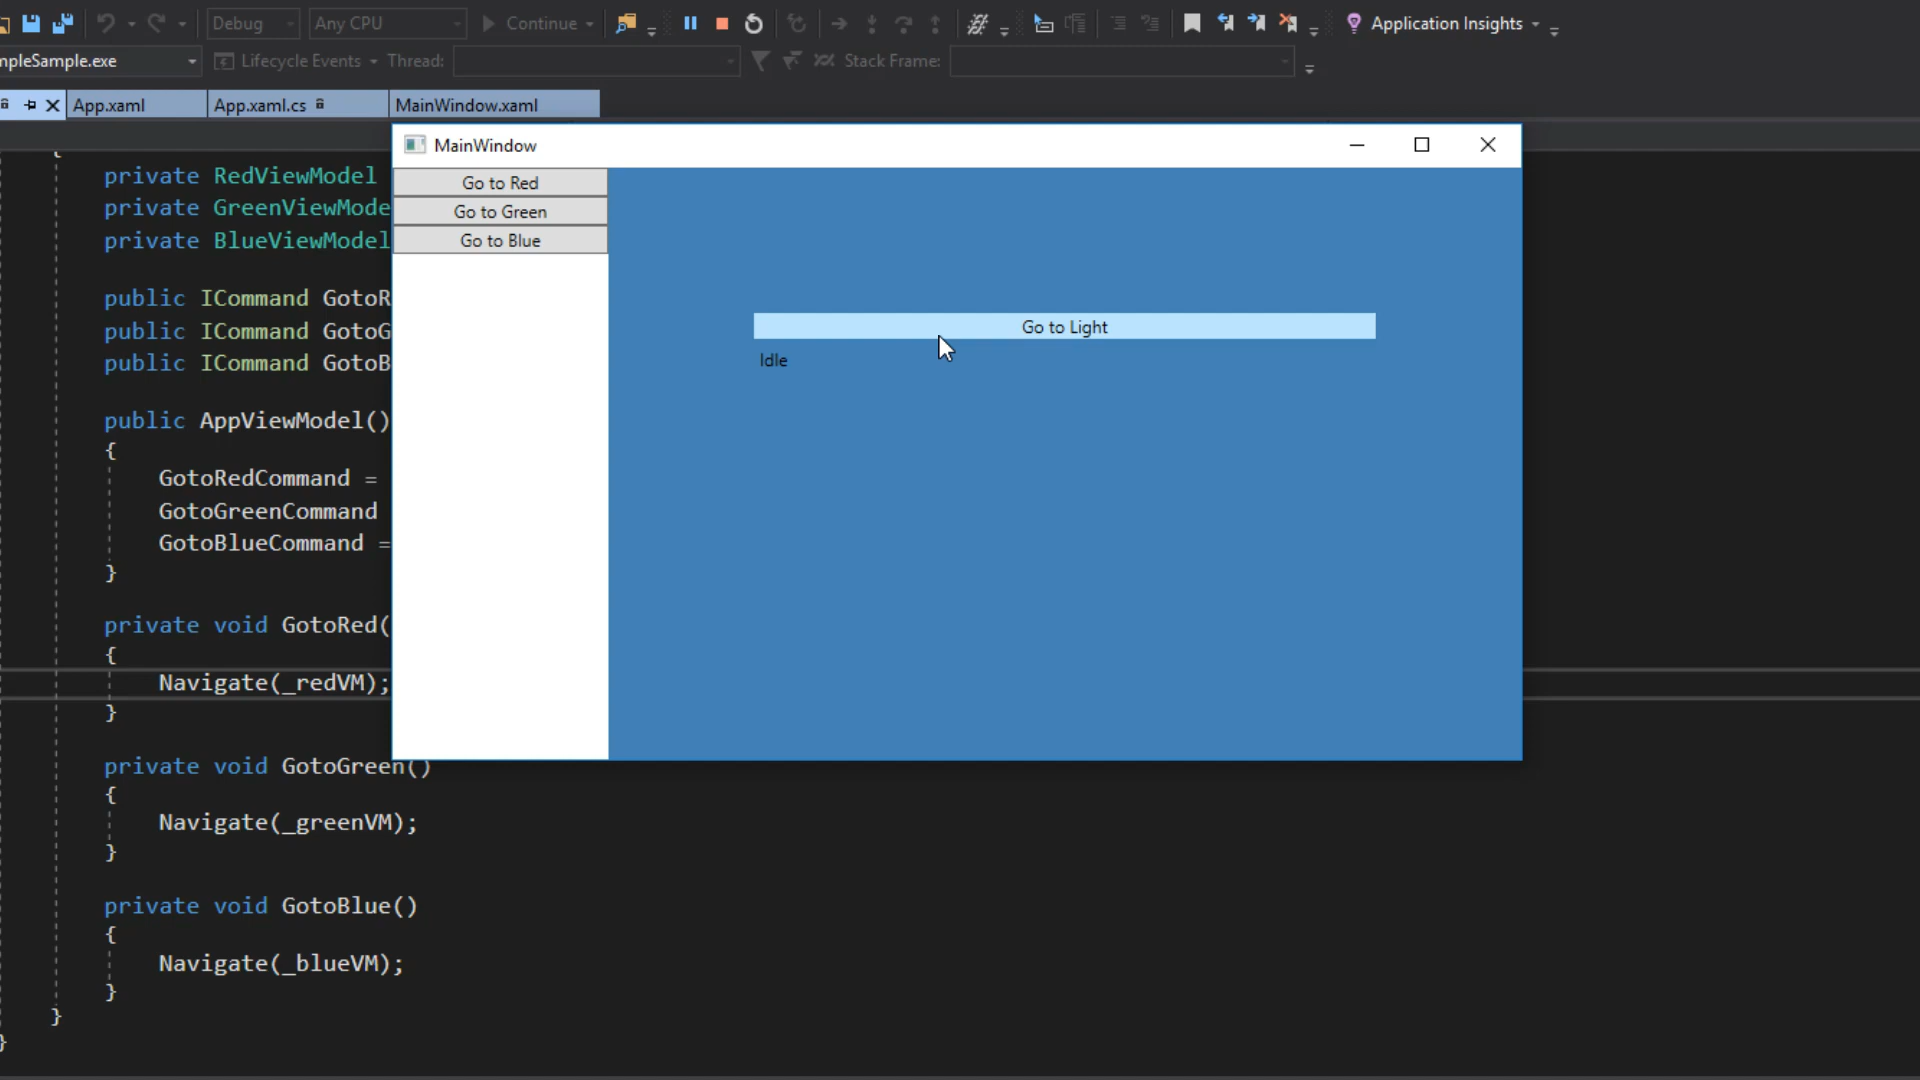 Debug Any CPU Continue Application Insights
mpleSample.exe Lifecycle Events Thread: Stack Frame:
App.xaml App.xaml.cs MainWindow.xaml
MainWindow
Go to Red
Go to Green
Go to Blue
Go to Light
Idle
{
private RedViewModel
private GreenViewMode
private BlueViewModel
public ICommand GotoR
public ICommand GotoG
public ICommand GotoB
public AppViewModel()
{
GotoRedCommand =
GotoGreenCommand
GotoBlueCommand =
}
private void GotoRed(
{
Navigate(_redVM);
}
private void GotoGreen()
{
Navigate(_greenVM);
}
private void GotoBlue()
{
Navigate(_blueVM);
}
}
}